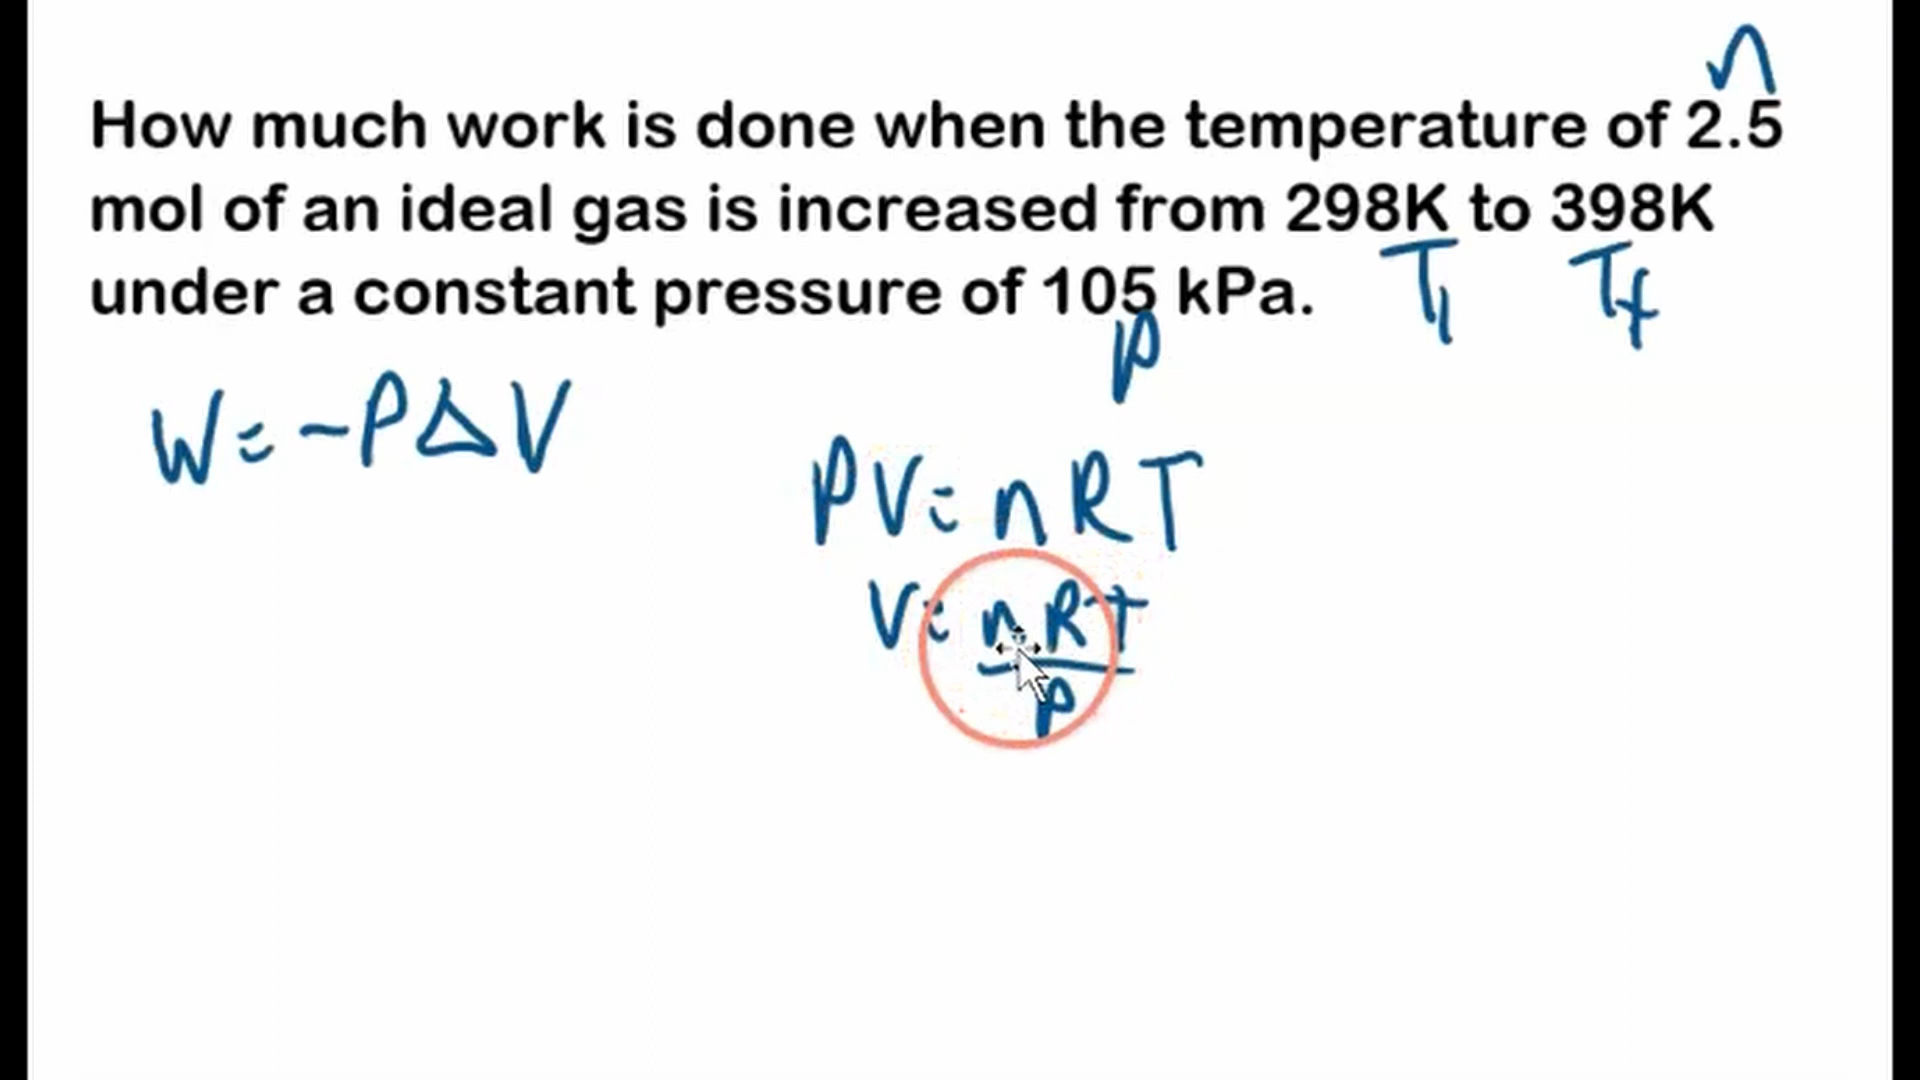 n
How much work is done when the temperature of 2.5
mol of an ideal gas is increased from 298K to 398K
under a constant pressure of 105 kPa.
T1 Tf
P
W = -PΔV
PV = nRT
V = nRT
P